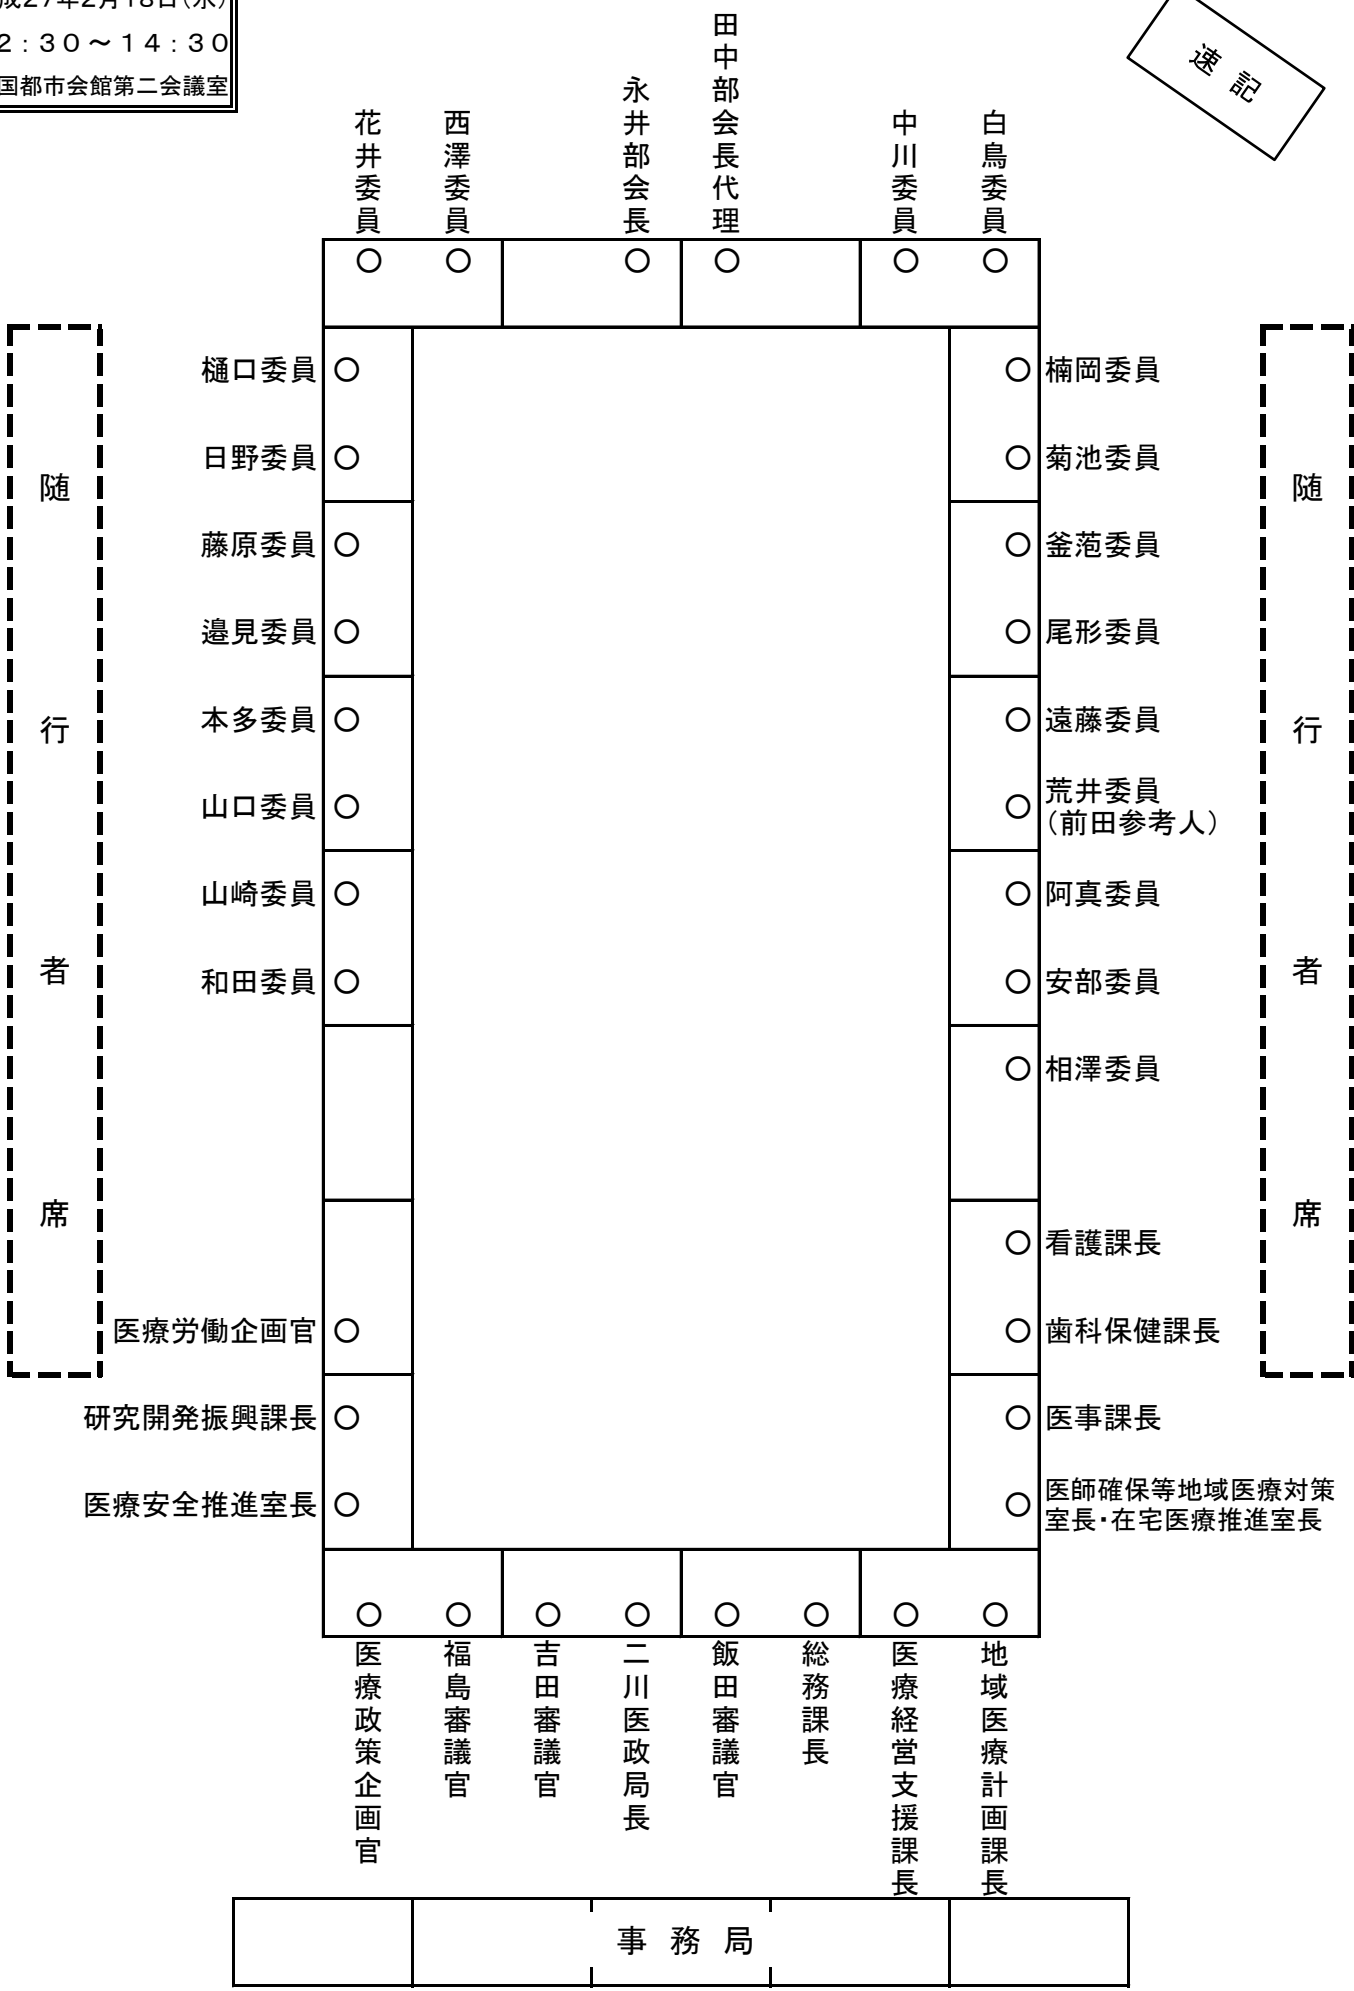 成27年2月18日(水)
2:30～14:30
国都市会館第二会議室
速記
花井委員
西澤委員
永井部会長
田中部会長代理
中川委員
白鳥委員
随行者席
樋口委員
日野委員
藤原委員
邉見委員
本多委員
山口委員
山崎委員
和田委員
医療労働企画官
研究開発振興課長
医療安全推進室長
楠岡委員
菊池委員
釜萢委員
尾形委員
遠藤委員
荒井委員
(前田参考人)
阿真委員
安部委員
相澤委員
看護課長
歯科保健課長
医事課長
医師確保等地域医療対策
室長・在宅医療推進室長
随行者席
医療政策企画官
福島審議官
吉田審議官
二川医政局長
飯田審議官
総務課長
医療経営支援課長
地域医療計画課長
事務局